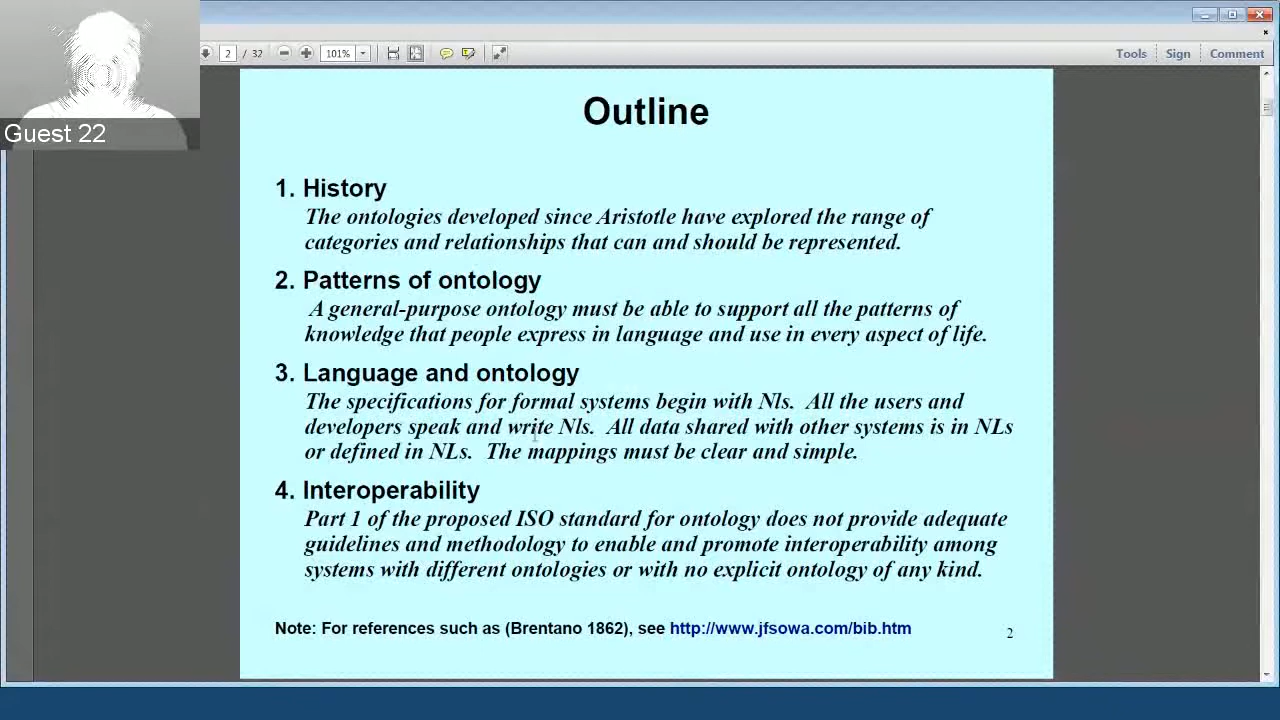 2 / 32
101%
Tools
Sign
Comment
Guest 22
Outline
1. History
The ontologies developed since Aristotle have explored the range of
categories and relationships that can and should be represented.
2. Patterns of ontology
A general-purpose ontology must be able to support all the patterns of
knowledge that people express in language and use in every aspect of life.
3. Language and ontology
The specifications for formal systems begin with Nls. All the users and
developers speak and write Nls. All data shared with other systems is in NLs
or defined in NLs. The mappings must be clear and simple.
4. Interoperability
Part 1 of the proposed ISO standard for ontology does not provide adequate
guidelines and methodology to enable and promote interoperability among
systems with different ontologies or with no explicit ontology of any kind.
Note: For references such as (Brentano 1862), see http://www.jfsowa.com/bib.htm
2